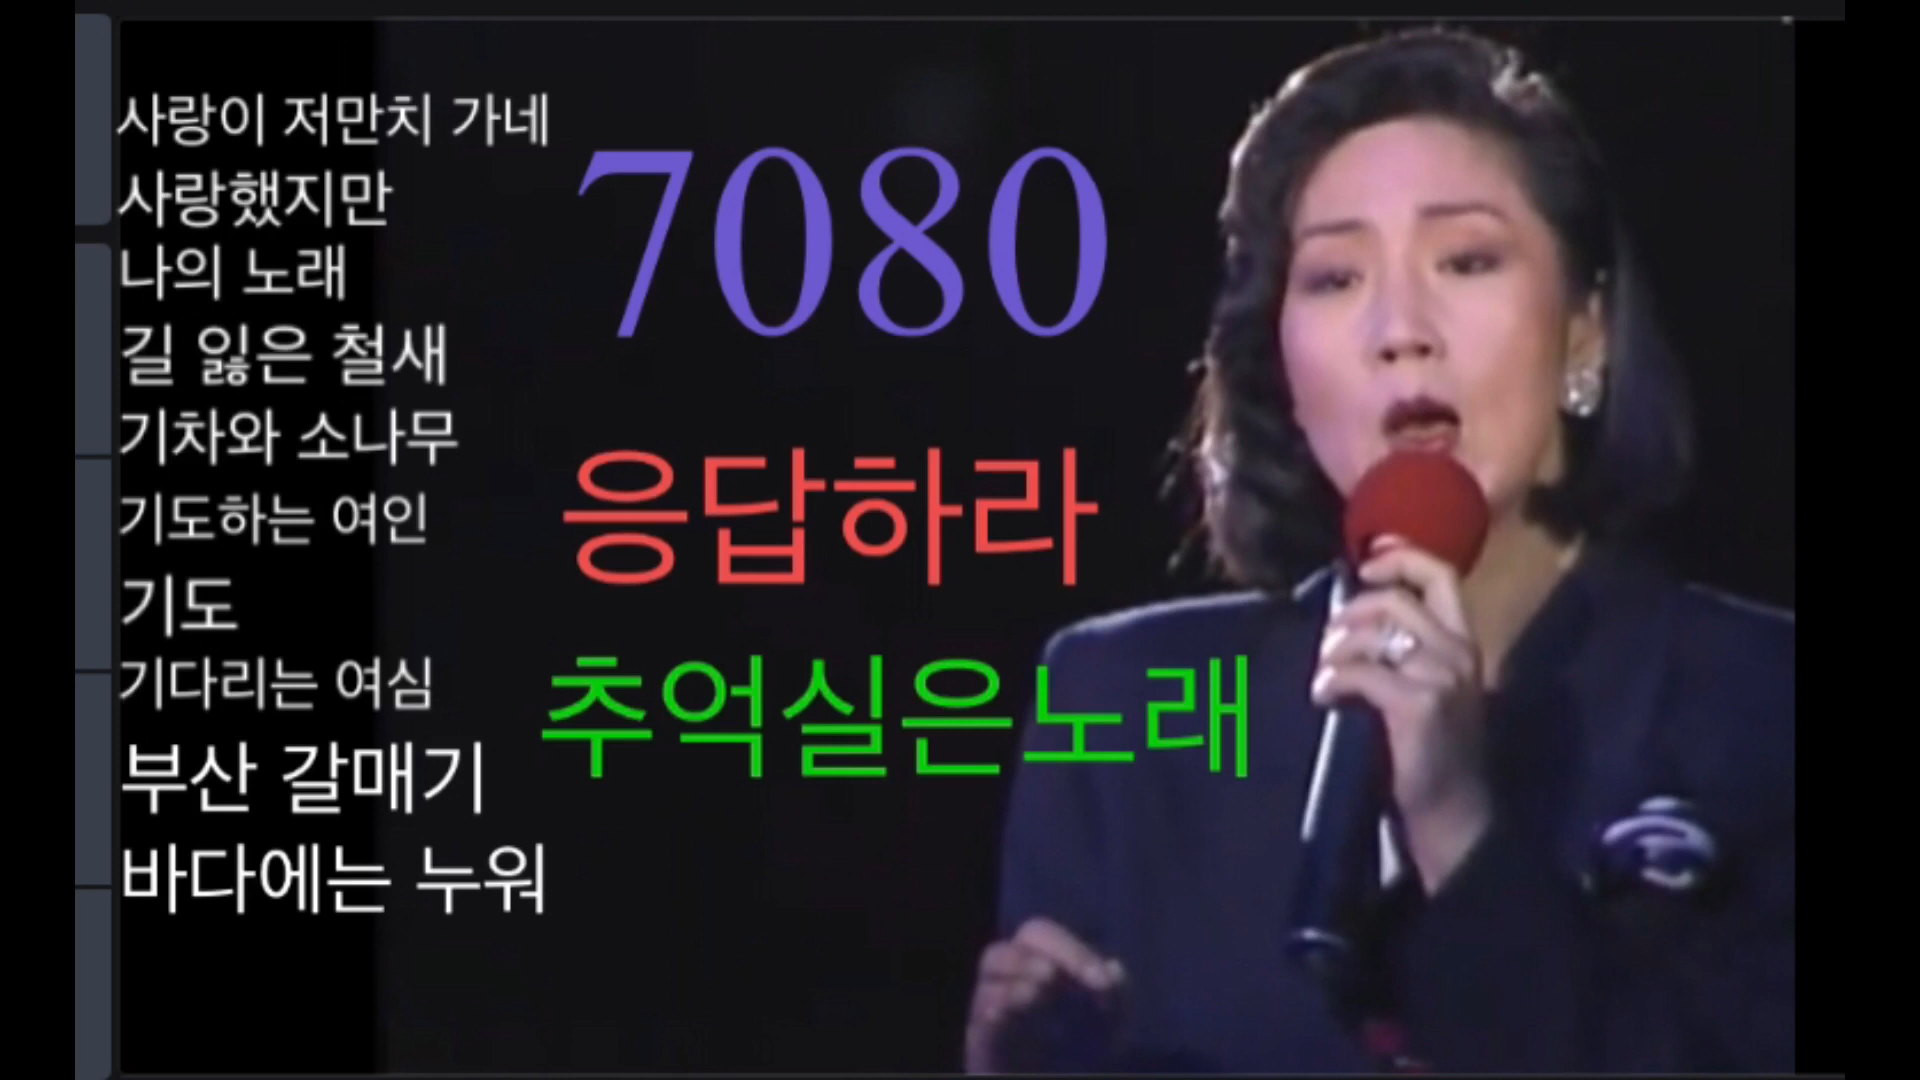 사랑이 저만치 가네
사랑했지만
나의 노래
길 잃은 철새
기차와 소나무
기도하는 여인
기도
기다리는 여심
부산 갈매기
바다에는 누워
7080
응답하라
추억실은노래